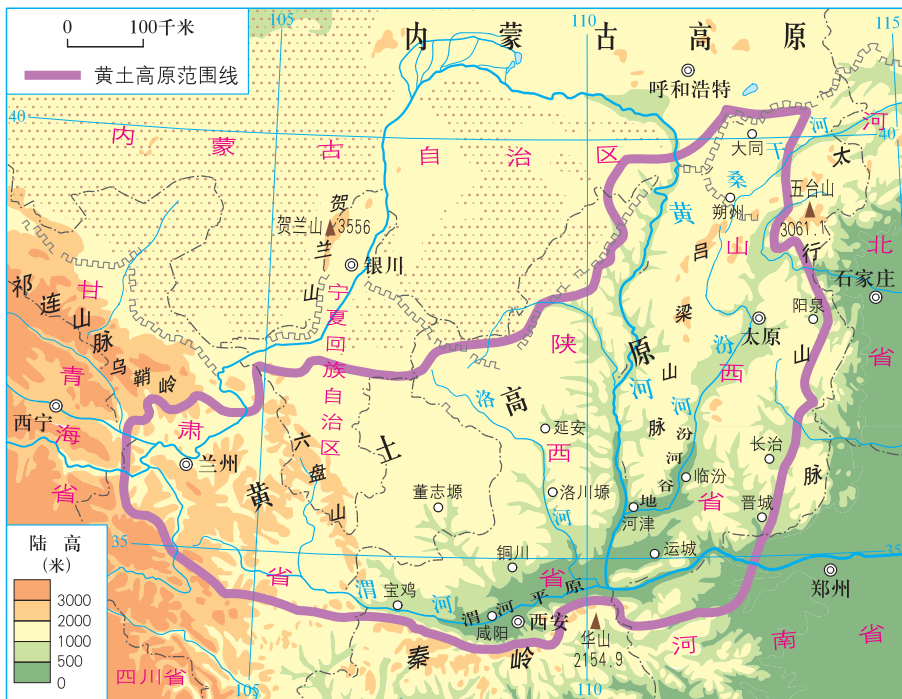 0 100千米
黄土高原范围线
105
110
115
内蒙古高原
呼和浩特
40
40
内蒙古自治区
河
大同
桑干河
太行山脉
五台山
3061.1
朔州
贺兰山
3556
贺兰山
银川
黄河
吕梁山脉
山西省
河北省
石家庄
阳泉
太原
祁连山脉
甘肃省
宁夏回族自治区
陕西省
乌鞘岭
青海省
西宁
兰州
六盘山
黄土高原
洛河
延安
洛川塬
董志塬
汾河
汾河谷地
临汾
长治
晋城
河津
运城
35
35
铜川
宝鸡
渭河
渭河平原
咸阳
西安
华山
2154.9
秦岭
郑州
河南省
四川省
105
110
陆高
(米)
3000
2000
1000
500
0